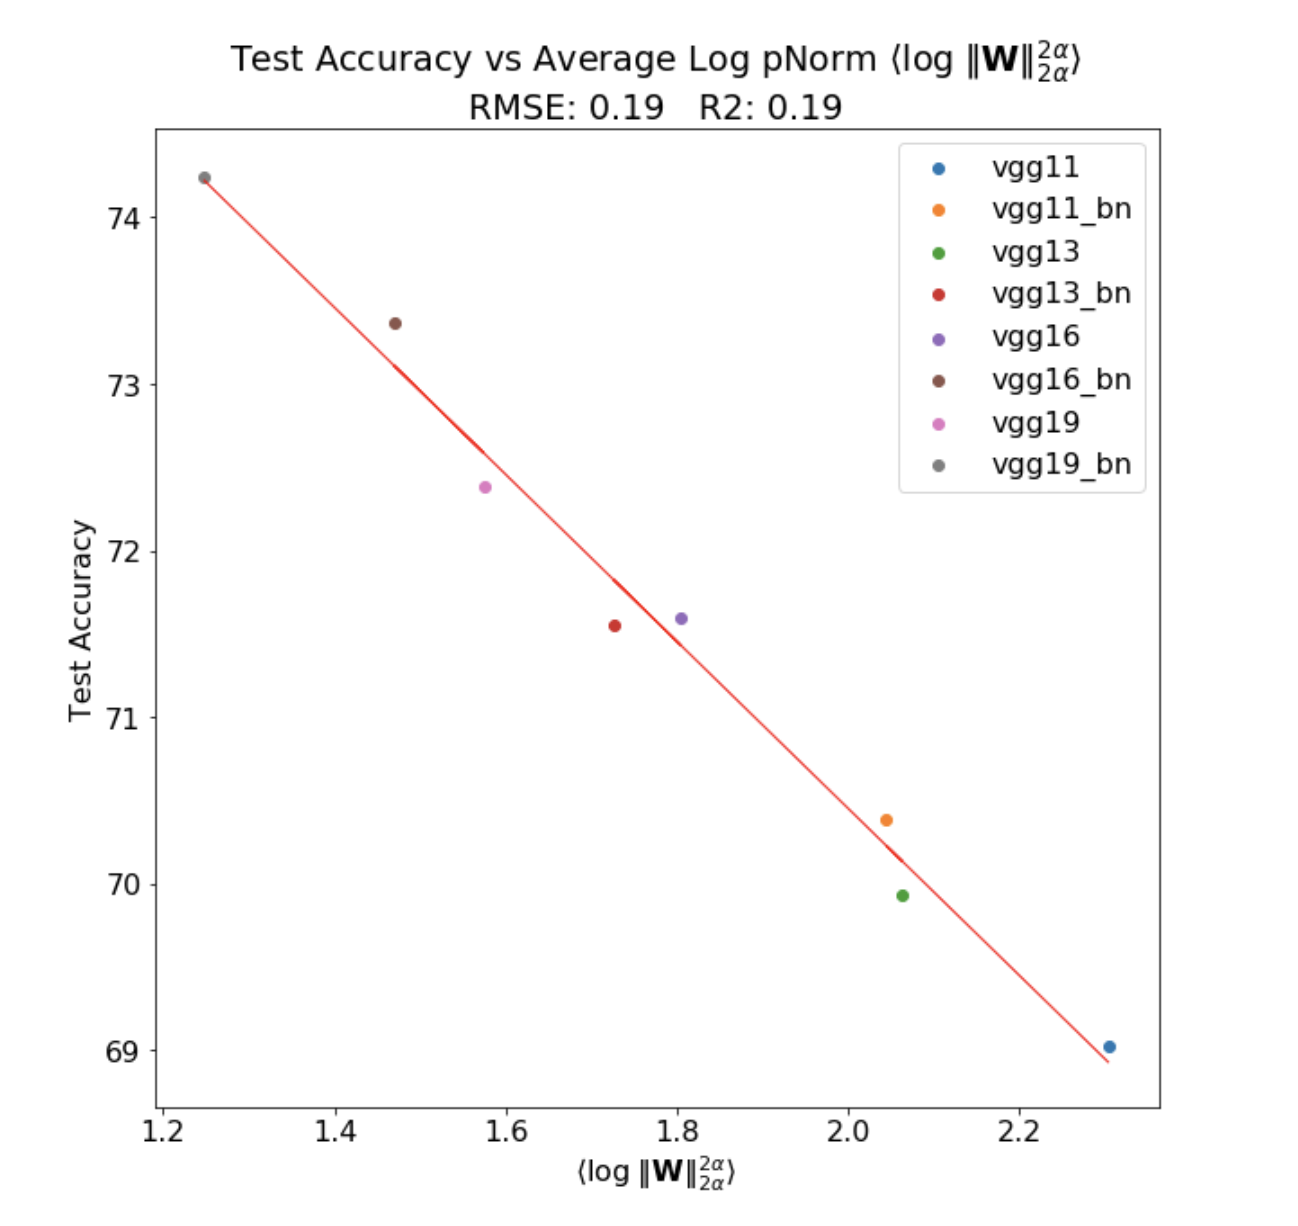 Test Accuracy vs Average Log pNorm ⟨log ‖W‖₂α²ᵅ⟩
RMSE: 0.19 R2: 0.19
vgg11
vgg11_bn
vgg13
vgg13_bn
vgg16
vgg16_bn
vgg19
vgg19_bn
74
73
72
71
70
69
Test Accuracy
1.2 1.4 1.6 1.8 2.0 2.2
⟨log ‖W‖₂α²ᵅ⟩